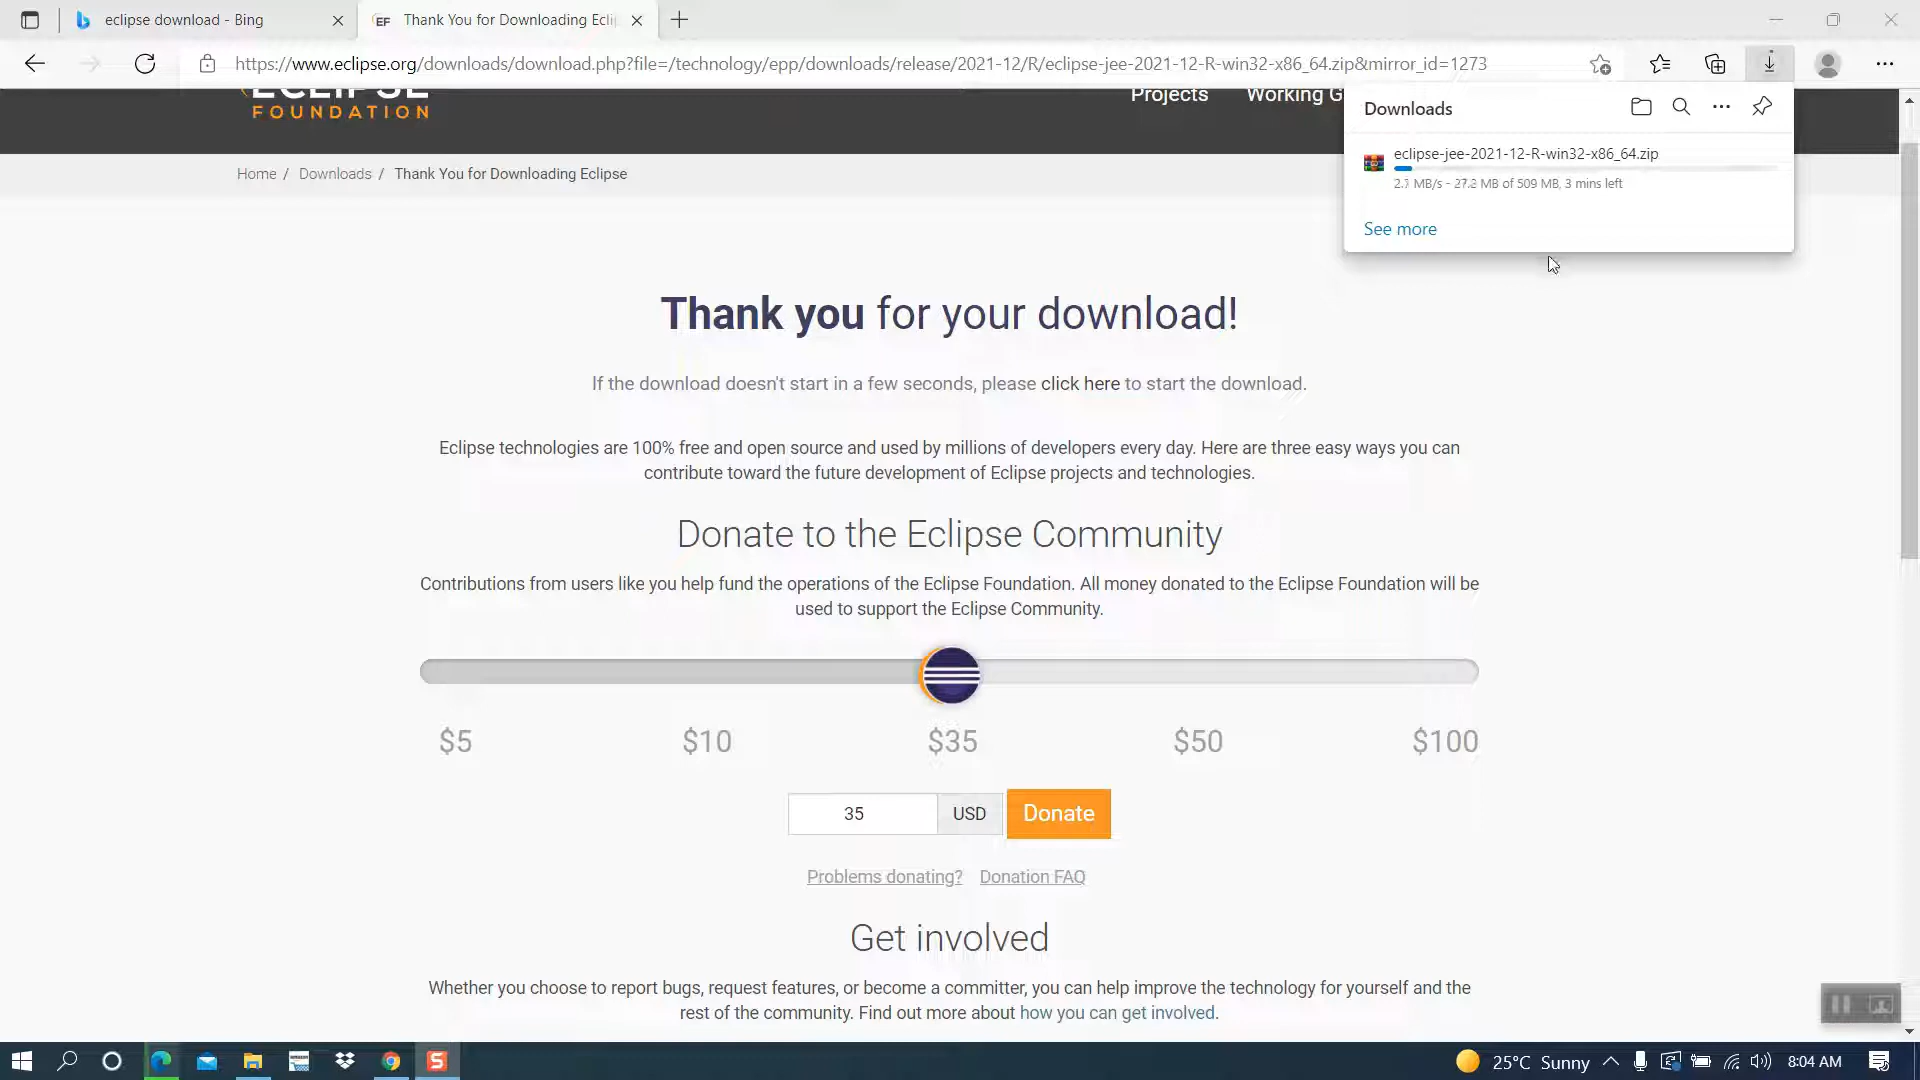 eclipse download - Bing
EF Thank You for Downloading Ecli
https://www.eclipse.org/downloads/download.php?file=/technology/epp/downloads/release/2021-12/R/eclipse-jee-2021-12-R-win32-x86_64.zip&mirror_id=1273
ECLIPSE
FOUNDATION
Projects Working G
Downloads
eclipse-jee-2021-12-R-win32-x86_64.zip
2.7 MB/s - 27.2 MB of 509 MB, 3 mins left
See more
Home / Downloads / Thank You for Downloading Eclipse
Thank you for your download!
If the download doesn't start in a few seconds, please click here to start the download.
Eclipse technologies are 100% free and open source and used by millions of developers every day. Here are three easy ways you can
contribute toward the future development of Eclipse projects and technologies.
Donate to the Eclipse Community
Contributions from users like you help fund the operations of the Eclipse Foundation. All money donated to the Eclipse Foundation will be
used to support the Eclipse Community.
$5 $10 $35 $50 $100
35 USD Donate
Problems donating? Donation FAQ
Get involved
Whether you choose to report bugs, request features, or become a committer, you can help improve the technology for yourself and the
rest of the community. Find out more about how you can get involved.
S 25°C Sunny 8:04 AM